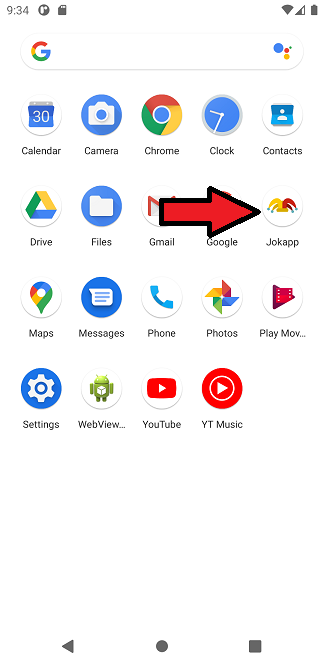 9:34
Calendar Camera Chrome Clock Contacts
Drive Files Gmail Google Jokapp
Maps Messages Phone Photos Play Mov...
Settings WebView... YouTube YT Music